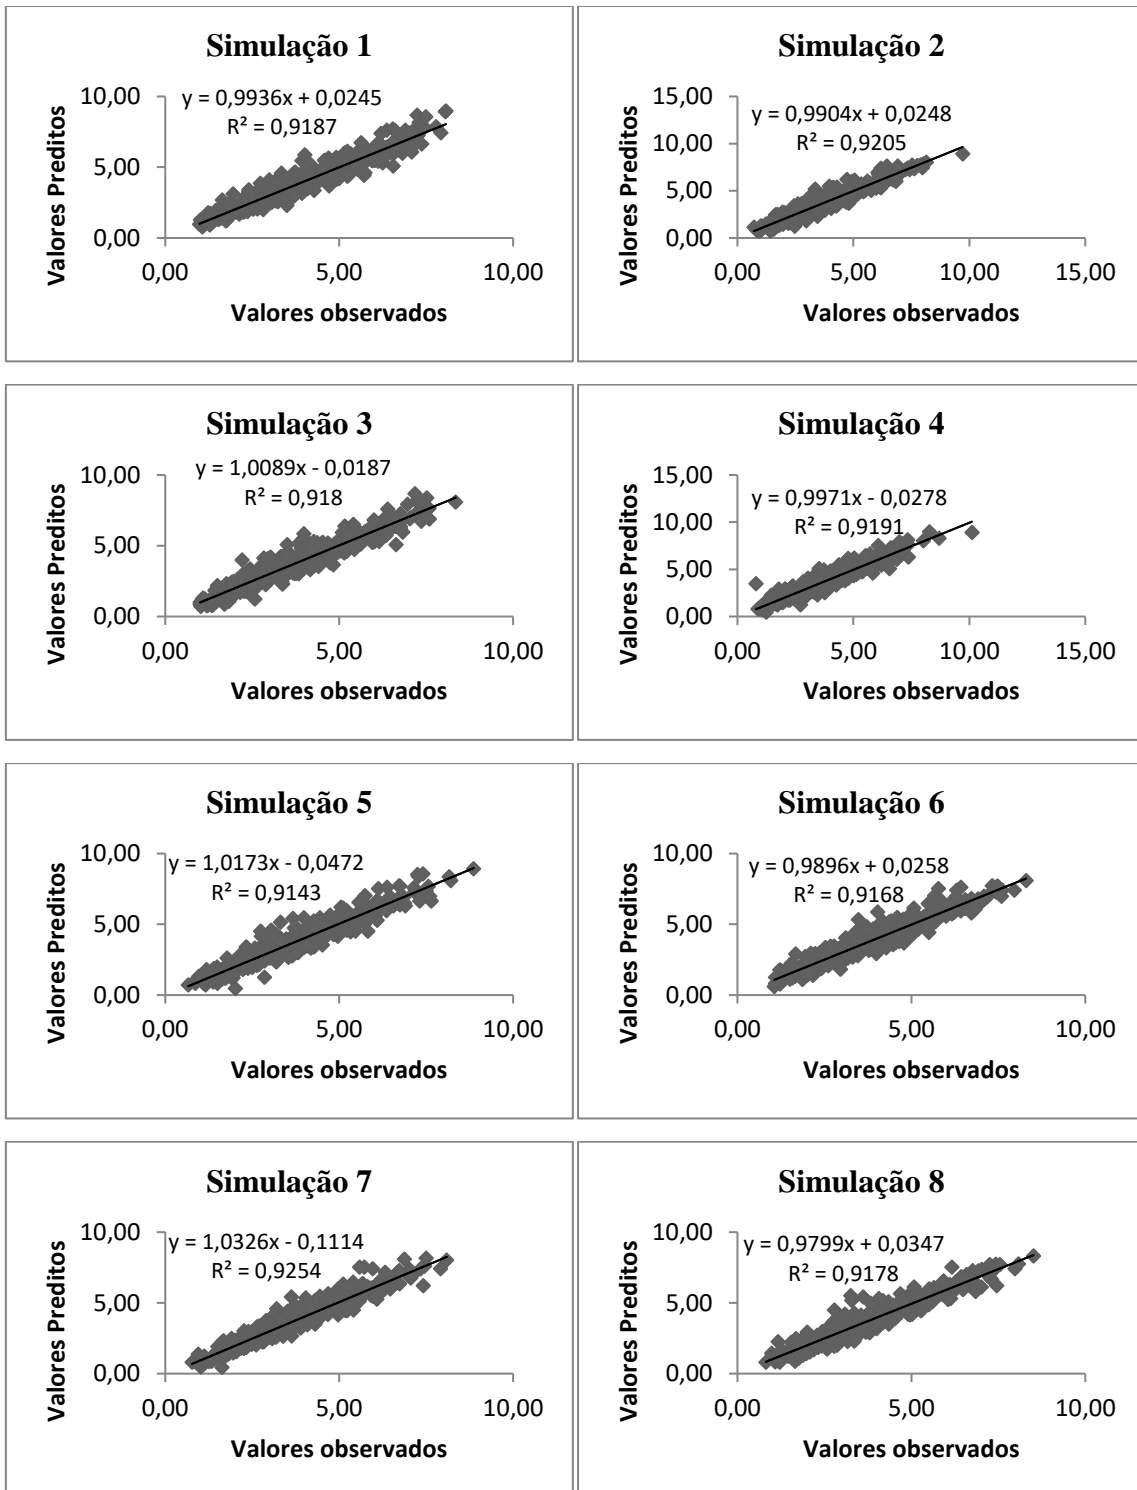 Simulação 1
y = 0,9936x + 0,0245
R² = 0,9187
Valores Preditos
10,00
5,00
0,00
0,00 5,00 10,00
Valores observados
Simulação 2
y = 0,9904x + 0,0248
R² = 0,9205
Valores Preditos
15,00
10,00
5,00
0,00
0,00 5,00 10,00 15,00
Valores observados
Simulação 3
y = 1,0089x - 0,0187
R² = 0,918
Valores Preditos
10,00
5,00
0,00
0,00 5,00 10,00
Valores observados
Simulação 4
y = 0,9971x - 0,0278
R² = 0,9191
Valores Preditos
15,00
10,00
5,00
0,00
0,00 5,00 10,00 15,00
Valores observados
Simulação 5
y = 1,0173x - 0,0472
R² = 0,9143
Valores Preditos
10,00
5,00
0,00
0,00 5,00 10,00
Valores observados
Simulação 6
y = 0,9896x + 0,0258
R² = 0,9168
Valores Preditos
10,00
5,00
0,00
0,00 5,00 10,00
Valores observados
Simulação 7
y = 1,0326x - 0,1114
R² = 0,9254
Valores Preditos
10,00
5,00
0,00
0,00 5,00 10,00
Valores observados
Simulação 8
y = 0,9799x + 0,0347
R² = 0,9178
Valores Preditos
10,00
5,00
0,00
0,00 5,00 10,00
Valores observados